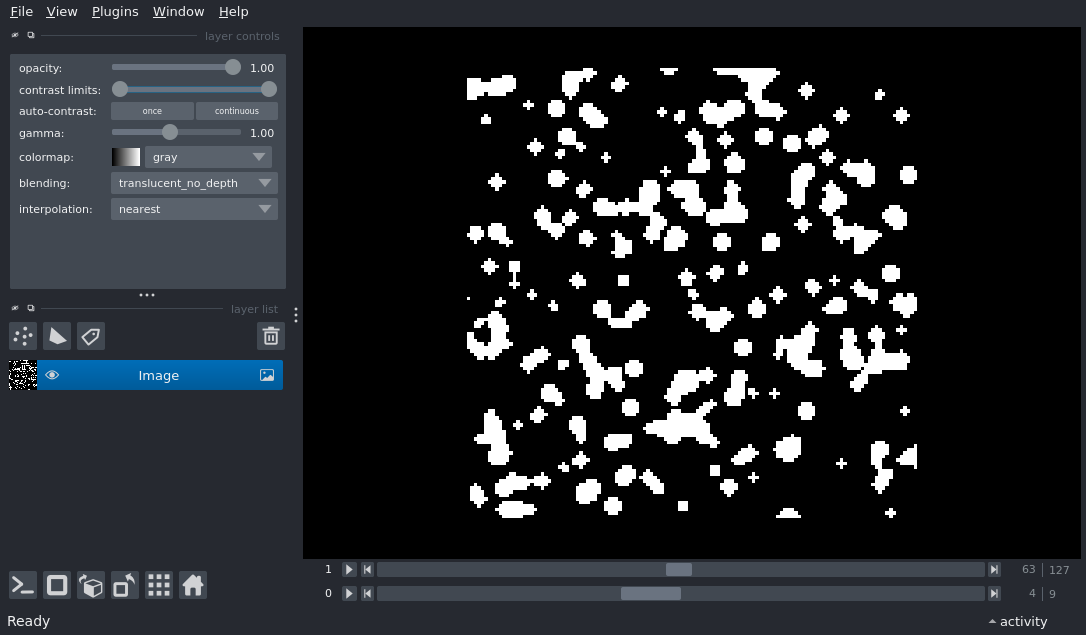 File View Plugins Window Help
layer controls
opacity: 1.00
contrast limits:
auto-contrast: once continuous
gamma: 1.00
colormap: gray
blending: translucent_no_depth
interpolation: nearest
layer list
Image
1 63 127
0 4 9
Ready activity